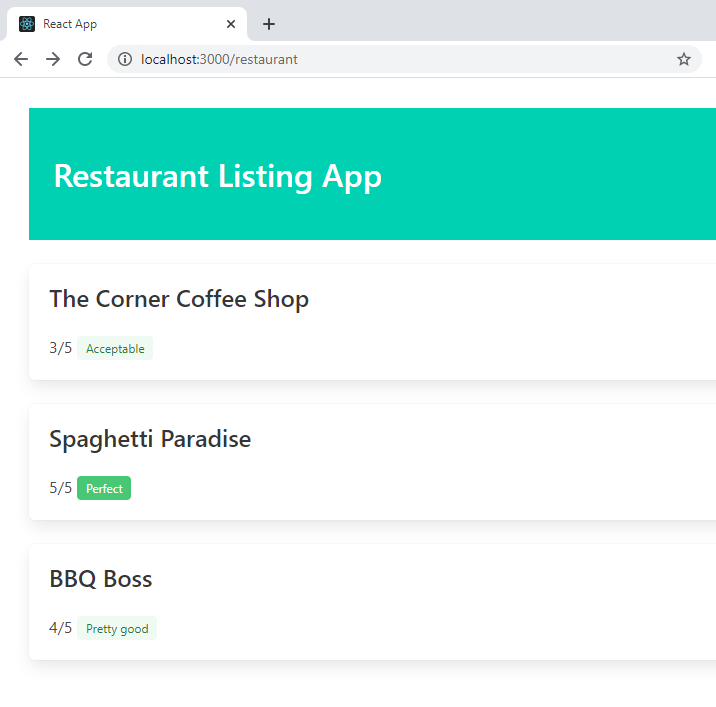 React App
localhost:3000/restaurant
Restaurant Listing App
The Corner Coffee Shop
3/5 Acceptable
Spaghetti Paradise
5/5 Perfect
BBQ Boss
4/5 Pretty good